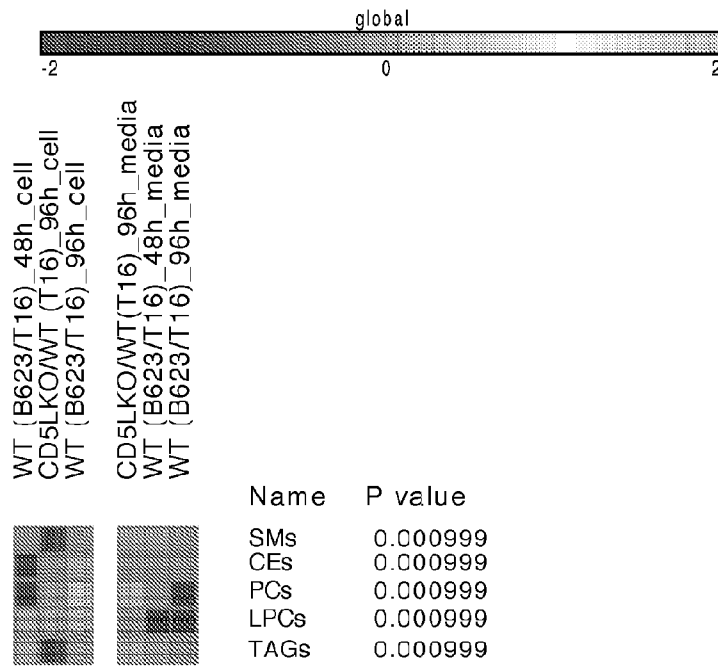 global
-2 0 2
WT (B623/T16)_48h_cell
CD5LKO/WT (T16)_96h_cell
WT (B623/T16)_96h_cell
CD5LKO/WT(T16)_96h_media
WT (B623/T16)_48h_media
WT (B623/T16)_96h_media
Name P value
SMs 0.000999
CEs 0.000999
PCs 0.000999
LPCs 0.000999
TAGs 0.000999